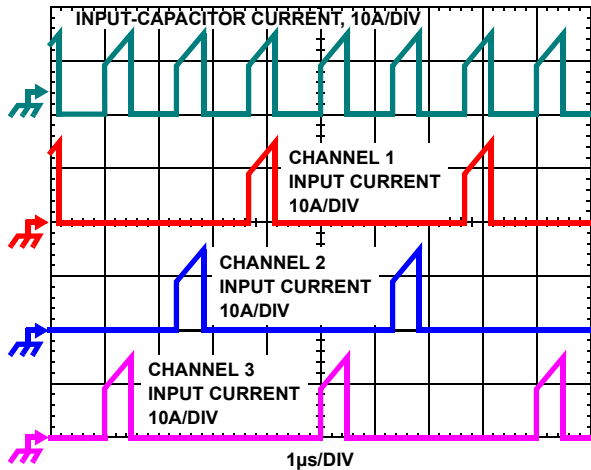 INPUT-CAPACITOR CURRENT, 10A/DIV
CHANNEL 1
INPUT CURRENT
10A/DIV
CHANNEL 2
INPUT CURRENT
10A/DIV
CHANNEL 3
INPUT CURRENT
10A/DIV
1µs/DIV